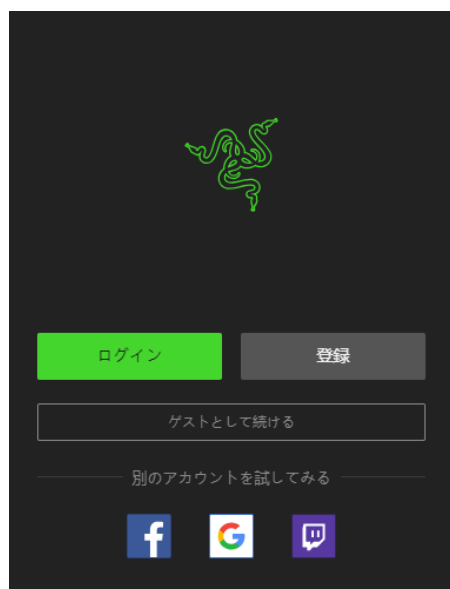 ログイン
登録
ゲストとして続ける
別のアカウントを試してみる